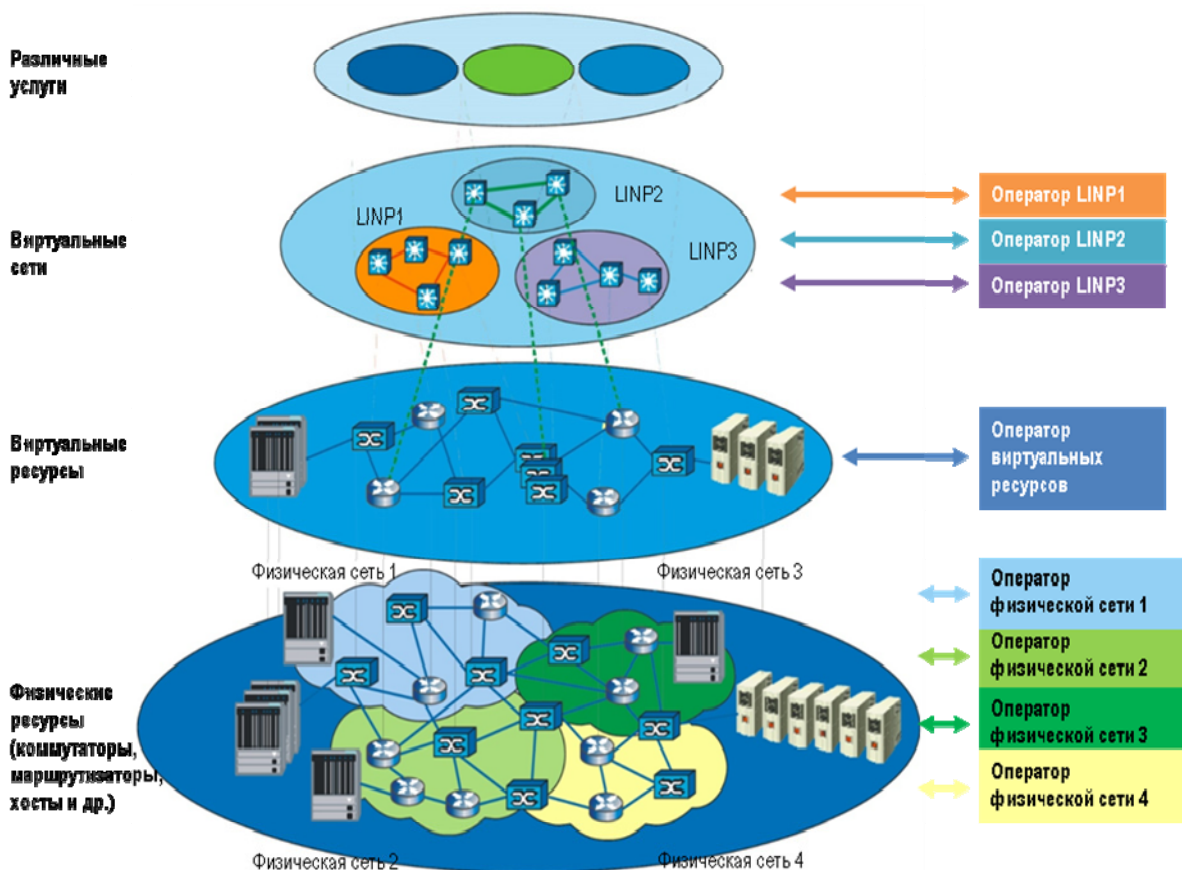 Различные
услуги
LINP2
LINP1
LINP3
Виртуальные
сети
Оператор LINP1
Оператор LINP2
Оператор LINP3
Виртуальные
ресурсы
Оператор
виртуальных
ресурсов
Физическая сеть 1
Физическая сеть 3
Физические
ресурсы
(коммутаторы,
маршрутизаторы,
хосты и др.)
Оператор
физической сети 1
Оператор
физической сети 2
Оператор
физической сети 3
Оператор
физической сети 4
Физическая сеть 2
Физическая сеть 4